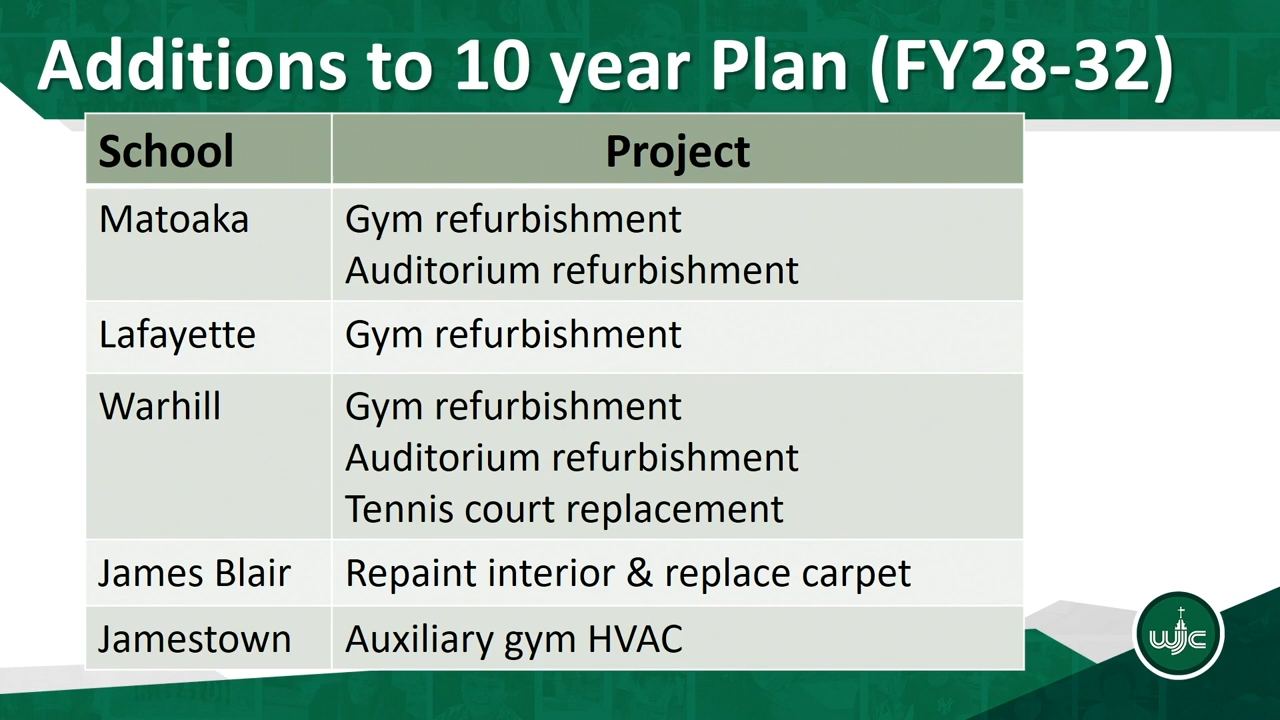 Additions to 10 year Plan (FY28-32)
School Project
Matoaka Gym refurbishment
Auditorium refurbishment
Lafayette Gym refurbishment
Warhill Gym refurbishment
Auditorium refurbishment
Tennis court replacement
James Blair Repaint interior & replace carpet
Jamestown Auxiliary gym HVAC
wjcc